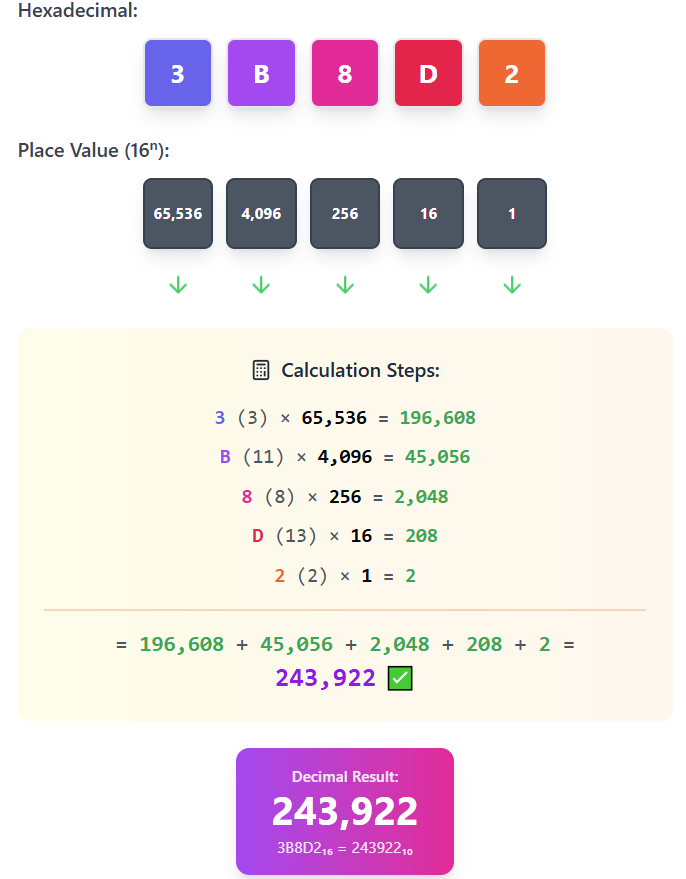 Hexadecimal:
3 B 8 D 2
Place Value (16ⁿ):
65,536 4,096 256 16 1
Calculation Steps:
3 (3) × 65,536 = 196,608
B (11) × 4,096 = 45,056
8 (8) × 256 = 2,048
D (13) × 16 = 208
2 (2) × 1 = 2
= 196,608 + 45,056 + 2,048 + 208 + 2 =
243,922 ✅
Decimal Result:
243,922
3B8D2₁₆ = 243922₁₀